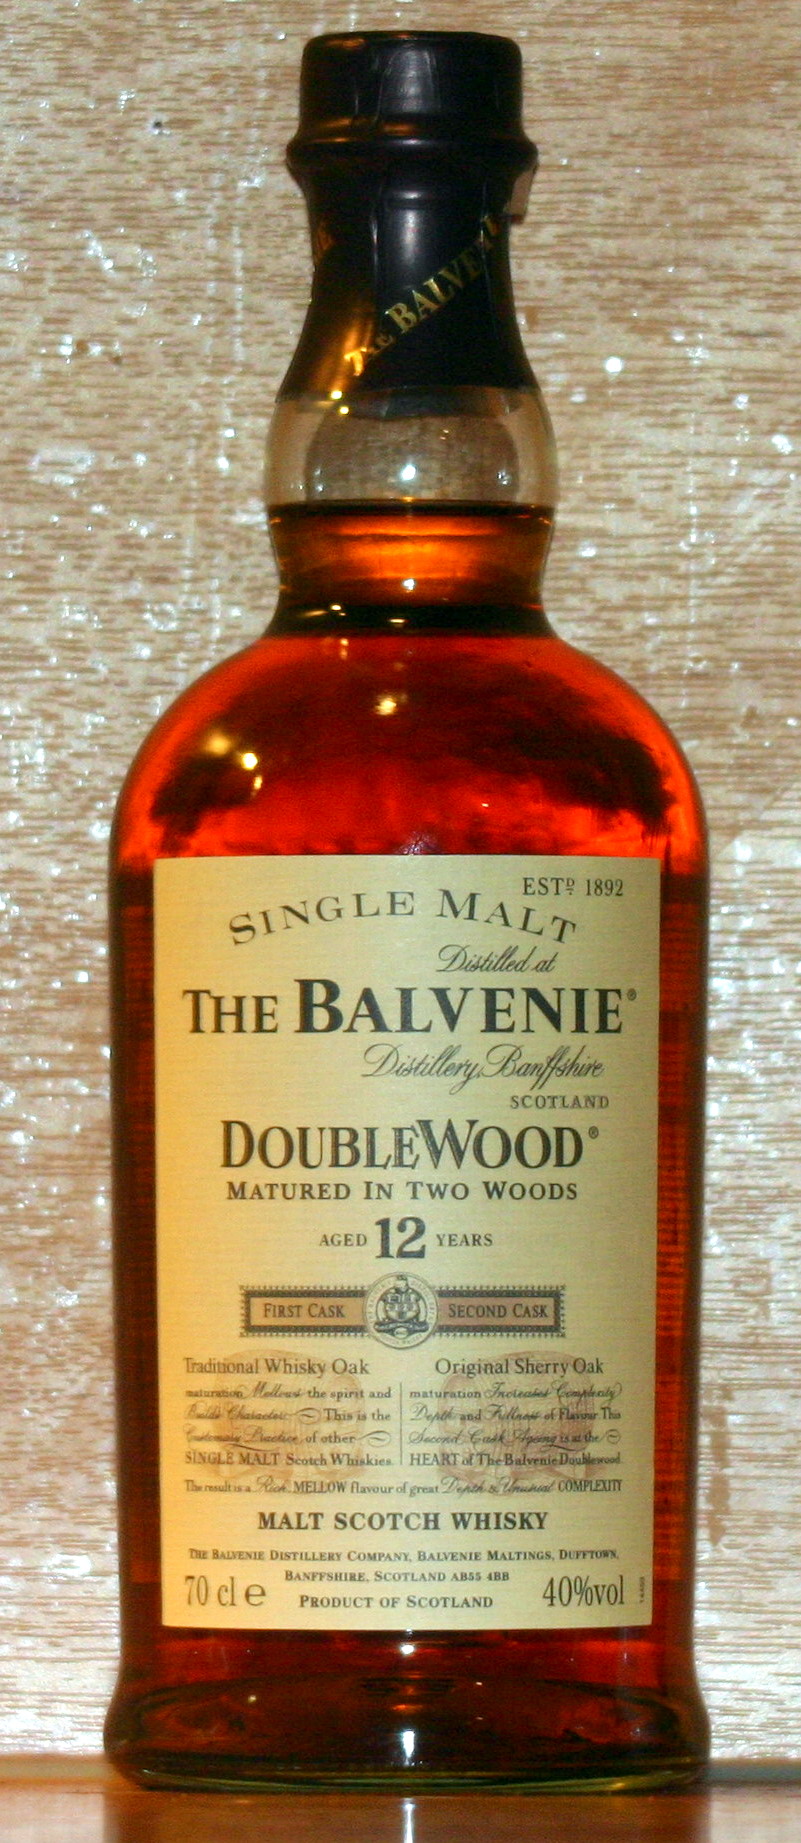 THE BALVENIE
ESTD 1892
SINGLE MALT
Distilled at
THE BALVENIE®
Distillery, Banffshire
SCOTLAND
DOUBLEWOOD®
MATURED IN TWO WOODS
AGED 12 YEARS
FIRST CASK SECOND CASK
Traditional Whisky Oak
maturation Mellows the spirit and
Builds Character This is the
Customary Practice of other
SINGLE MALT Scotch Whiskies
Original Sherry Oak
maturation Increases Complexity
Depth and Fullness of Flavour This
Second Cask Ageing is at the
HEART of The Balvenie Doublewood
The result is a Rich, MELLOW flavour of great Depth & Unusual COMPLEXITY
MALT SCOTCH WHISKY
THE BALVENIE DISTILLERY COMPANY, BALVENIE MALTINGS, DUFFTOWN,
BANFFSHIRE, SCOTLAND AB55 4BB
70 cl e PRODUCT OF SCOTLAND 40%vol